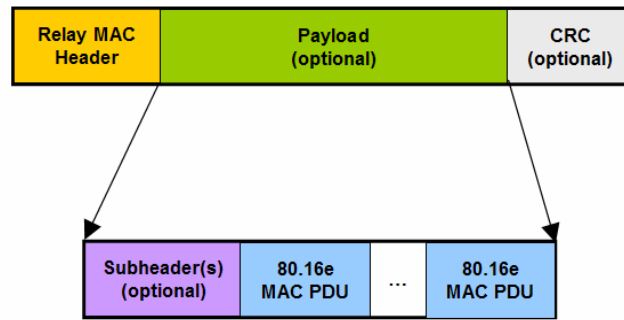 Relay MAC
Header
Payload
(optional)
CRC
(optional)
Subheader(s)
(optional)
80.16e
MAC PDU
...
80.16e
MAC PDU